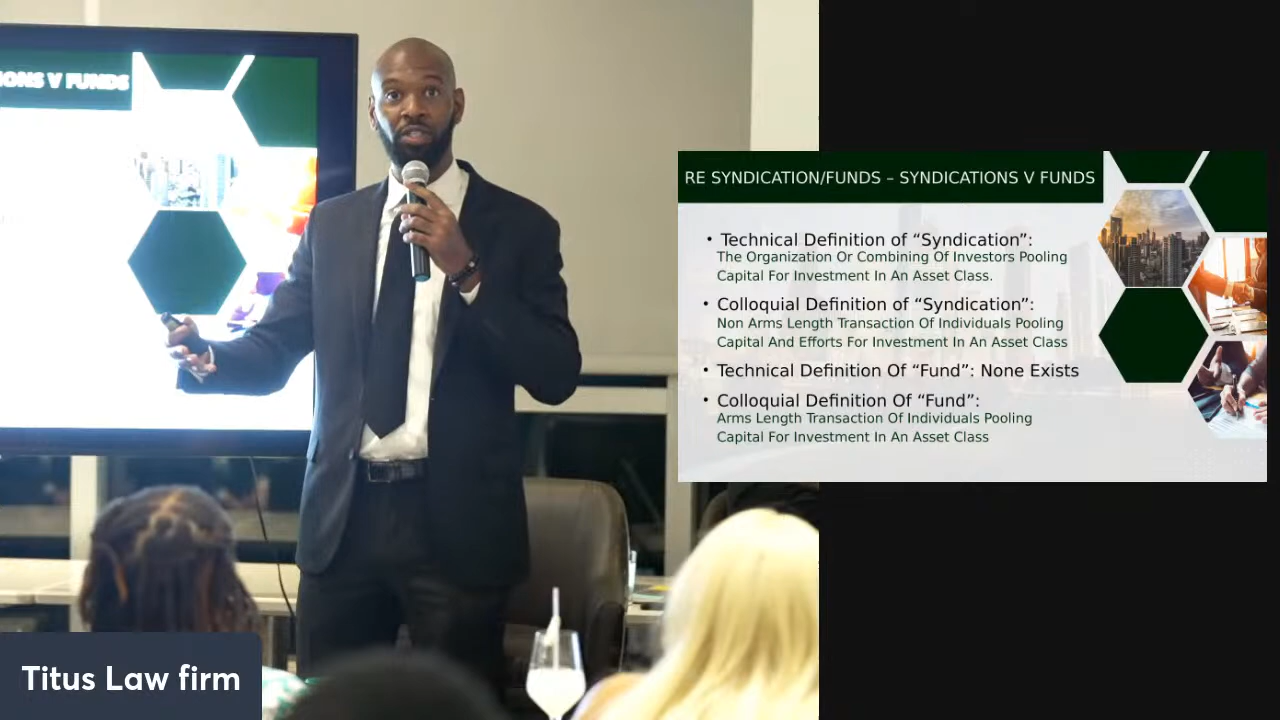 IONS V FUNDS
RE SYNDICATION/FUNDS – SYNDICATIONS V FUNDS
• Technical Definition of “Syndication”:
The Organization Or Combining Of Investors Pooling
Capital For Investment In An Asset Class.
• Colloquial Definition of “Syndication”:
Non Arms Length Transaction Of Individuals Pooling
Capital And Efforts For Investment In An Asset Class
• Technical Definition Of “Fund”: None Exists
• Colloquial Definition Of “Fund”:
Arms Length Transaction Of Individuals Pooling
Capital For Investment In An Asset Class
Titus Law firm